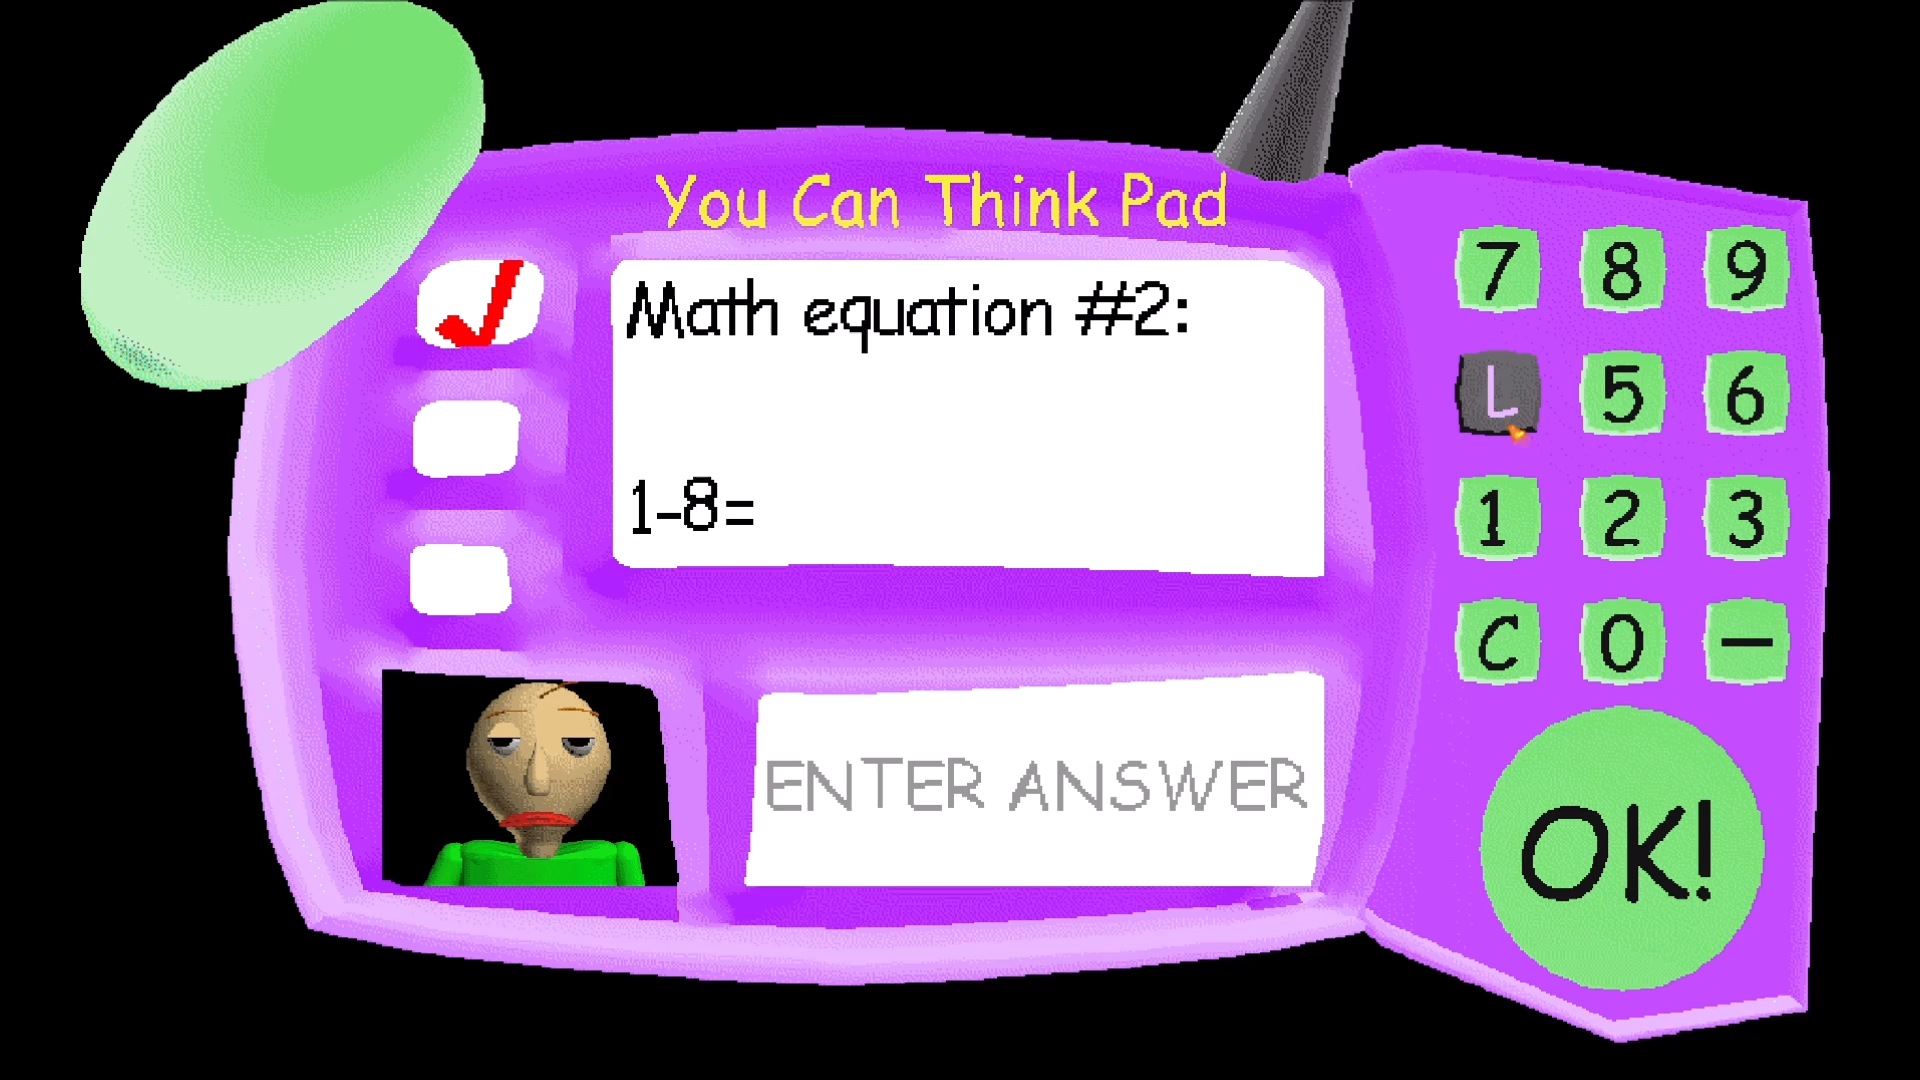 You Can Think Pad
Math equation #2:
1-8=
ENTER ANSWER
7 8 9
L 5 6
1 2 3
C 0 -
OK!